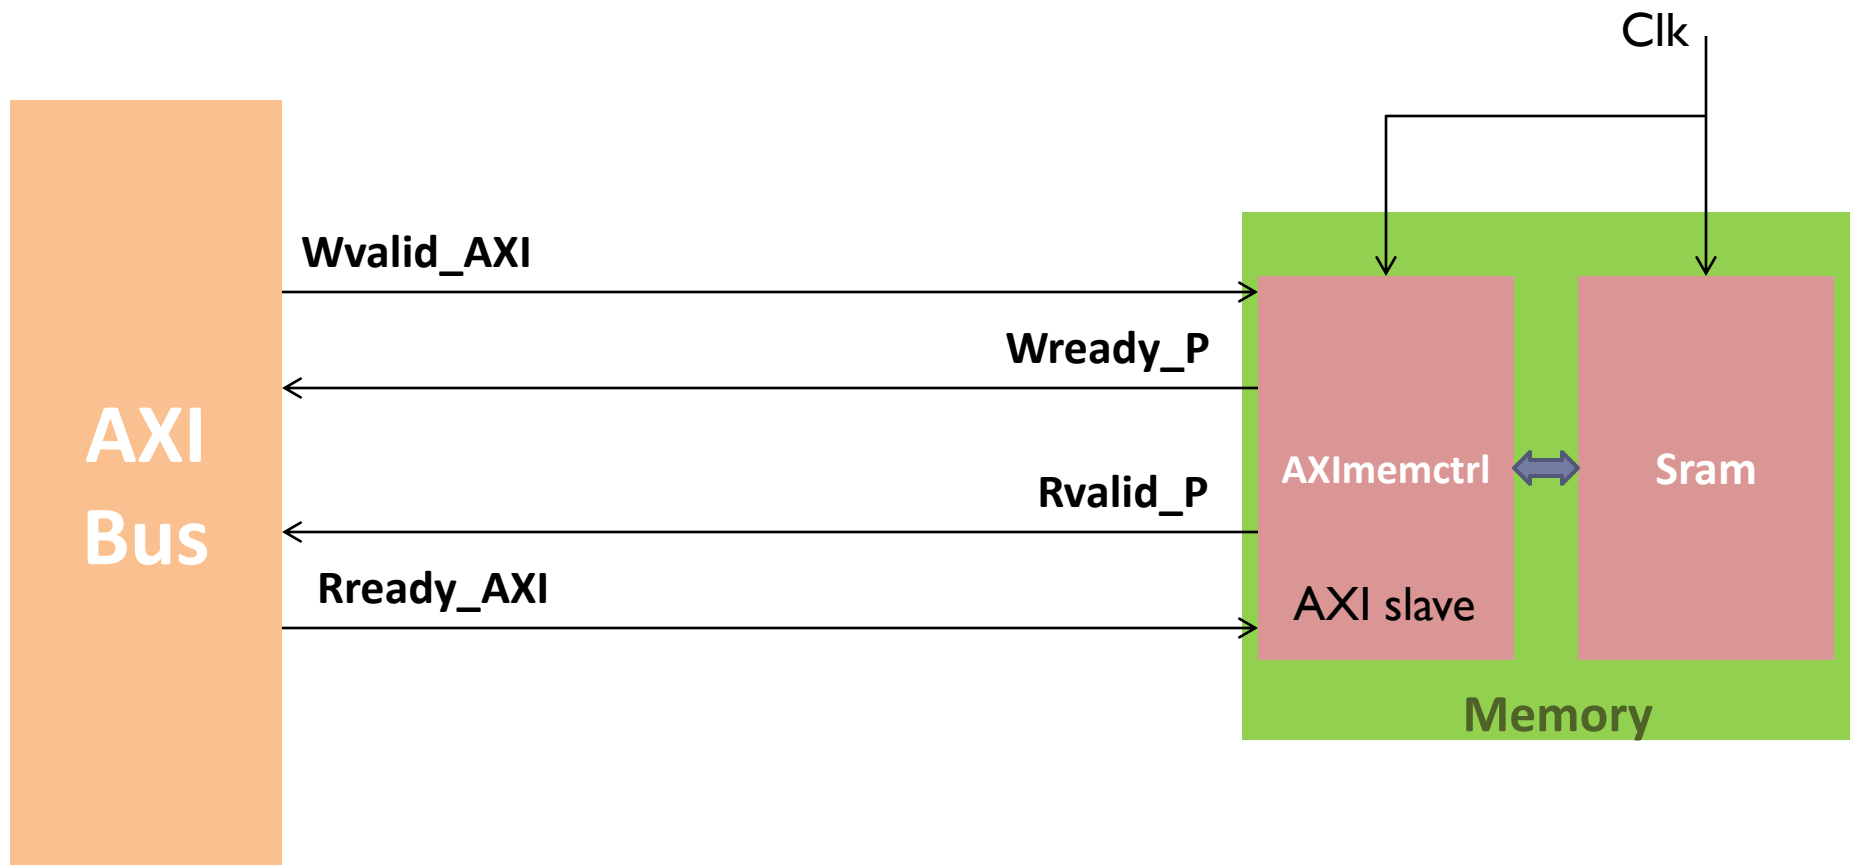 Clk
Wvalid_AXI
Wready_P
AXI
Bus
AXImemctrl
Sram
Rvalid_P
Rready_AXI
AXI slave
Memory